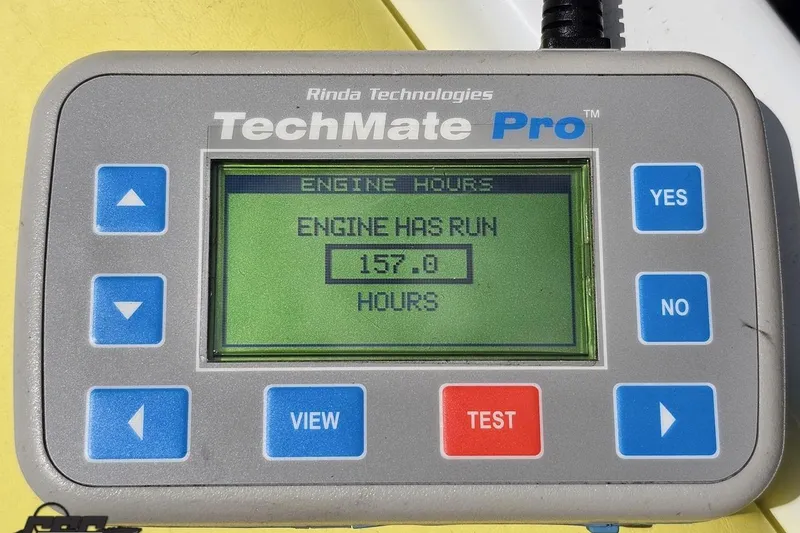 Rinda Technologies
TechMate Pro™
ENGINE HOURS
ENGINE HAS RUN
157.0
HOURS
YES
NO
VIEW
TEST